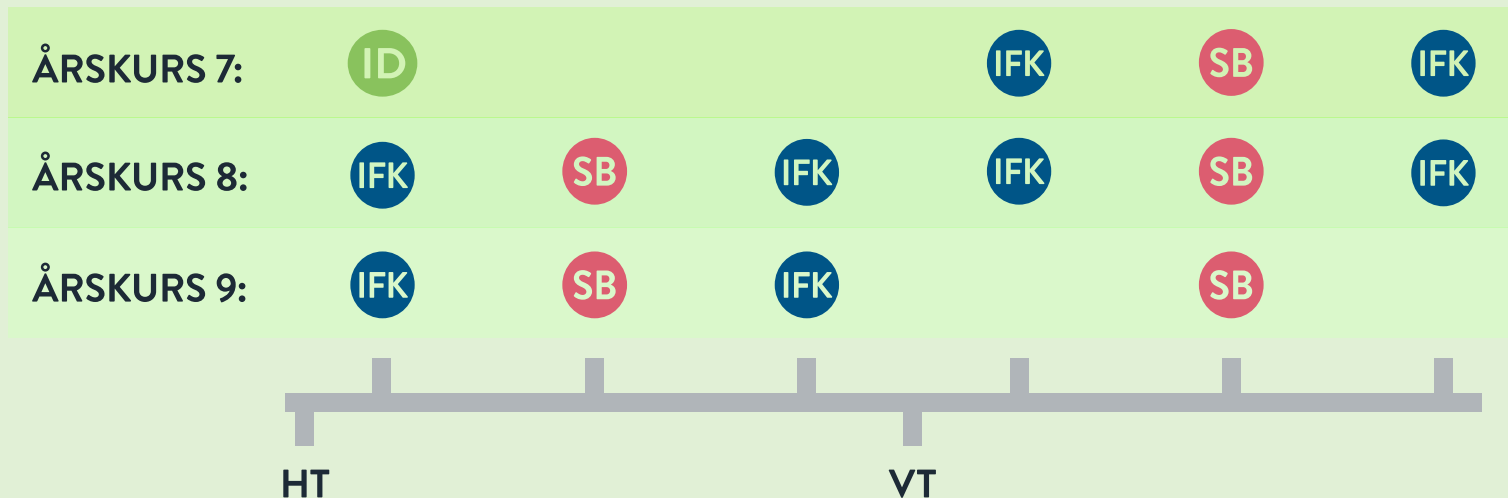 ÅRSKURS 7: ID IFK SB IFK
ÅRSKURS 8: IFK SB IFK IFK SB IFK
ÅRSKURS 9: IFK SB IFK SB
HT VT